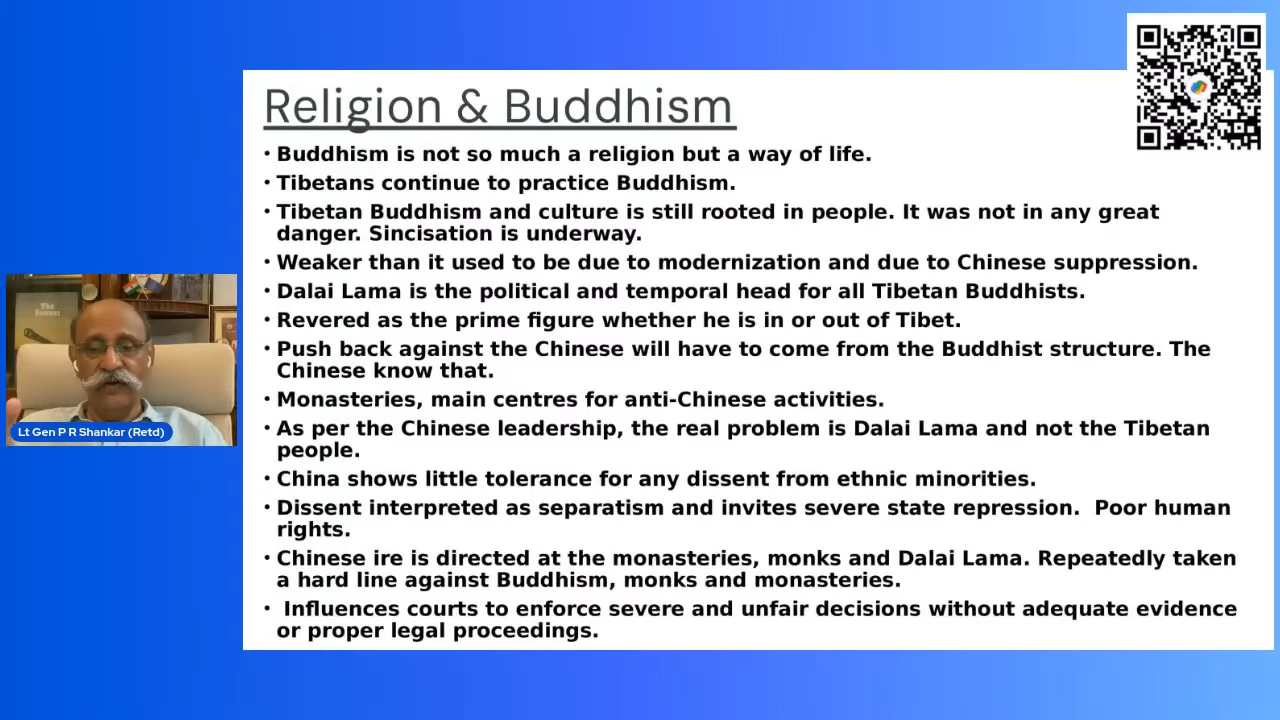 Religion & Buddhism
• Buddhism is not so much a religion but a way of life.
• Tibetans continue to practice Buddhism.
• Tibetan Buddhism and culture is still rooted in people. It was not in any great
danger. Sincisation is underway.
• Weaker than it used to be due to modernization and due to Chinese suppression.
• Dalai Lama is the political and temporal head for all Tibetan Buddhists.
• Revered as the prime figure whether he is in or out of Tibet.
• Push back against the Chinese will have to come from the Buddhist structure. The
Chinese know that.
• Monasteries, main centres for anti-Chinese activities.
• As per the Chinese leadership, the real problem is Dalai Lama and not the Tibetan
people.
• China shows little tolerance for any dissent from ethnic minorities.
• Dissent interpreted as separatism and invites severe state repression.  Poor human
rights.
• Chinese ire is directed at the monasteries, monks and Dalai Lama. Repeatedly taken
a hard line against Buddhism, monks and monasteries.
• Influences courts to enforce severe and unfair decisions without adequate evidence
or proper legal proceedings.
The
Gunner
Lt Gen P R Shankar (Retd)